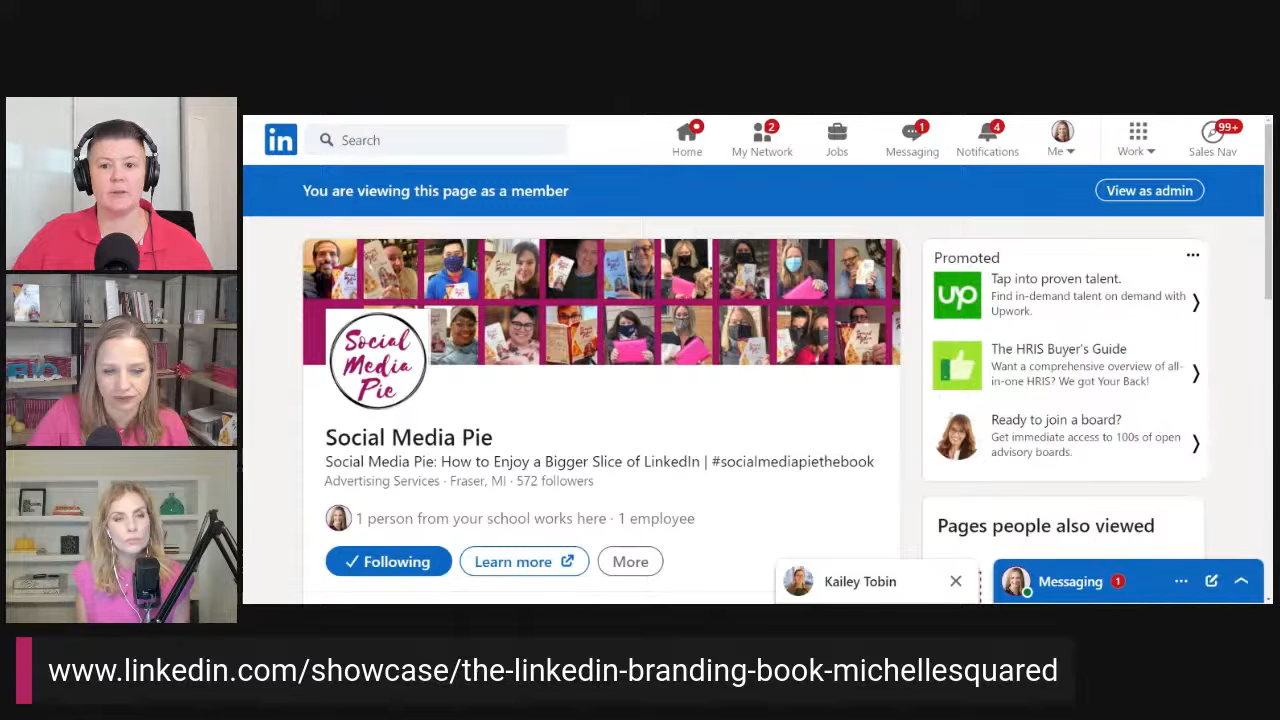 in
Search
Home
2
My Network
Jobs
1
Messaging
4
Notifications
Me
Work
99+
Sales Nav
You are viewing this page as a member
View as admin
Social
Media
Pie
Social Media Pie
Social Media Pie: How to Enjoy a Bigger Slice of LinkedIn | #socialmediapiethebook
Advertising Services · Fraser, MI · 572 followers
1 person from your school works here · 1 employee
Following
Learn more
More
Promoted
up
Tap into proven talent.
Find in-demand talent on demand with
Upwork.
The HRIS Buyer's Guide
Want a comprehensive overview of all-
in-one HRIS? We got Your Back!
Ready to join a board?
Get immediate access to 100s of open
advisory boards.
Pages people also viewed
Kailey Tobin
Messaging 1
www.linkedin.com/showcase/the-linkedin-branding-book-michellesquared